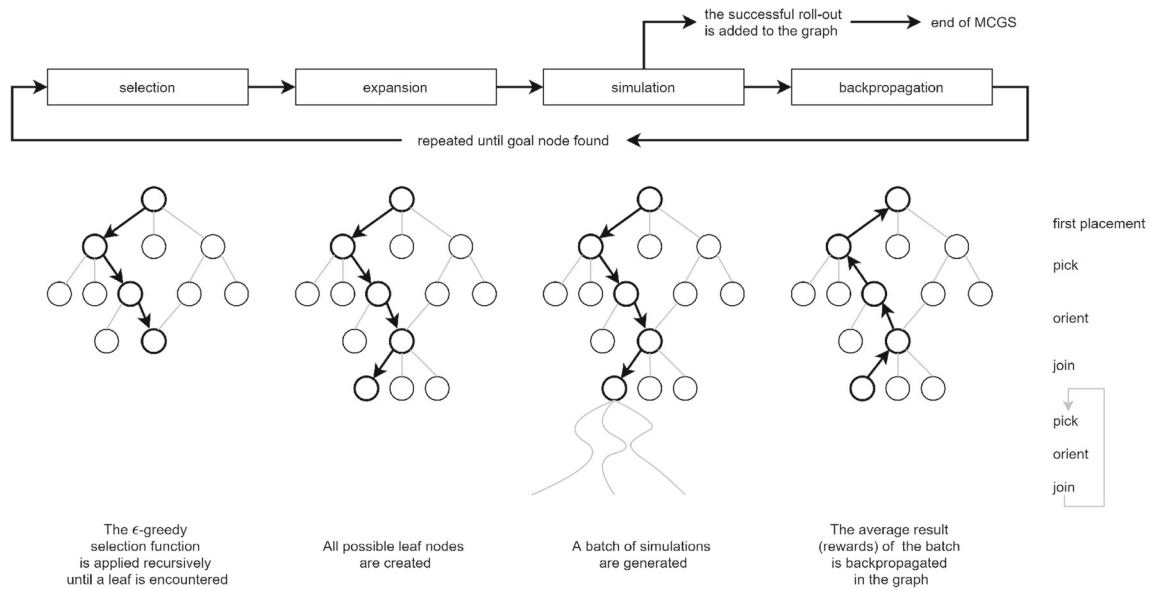 the successful roll-out
is added to the graph
end of MCGS
selection
expansion
simulation
backpropagation
repeated until goal node found
first placement
pick
orient
join
pick
orient
join
The ϵ-greedy
selection function
is applied recursively
until a leaf is encountered
All possible leaf nodes
are created
A batch of simulations
are generated
The average result
(rewards) of the batch
is backpropagated
in the graph